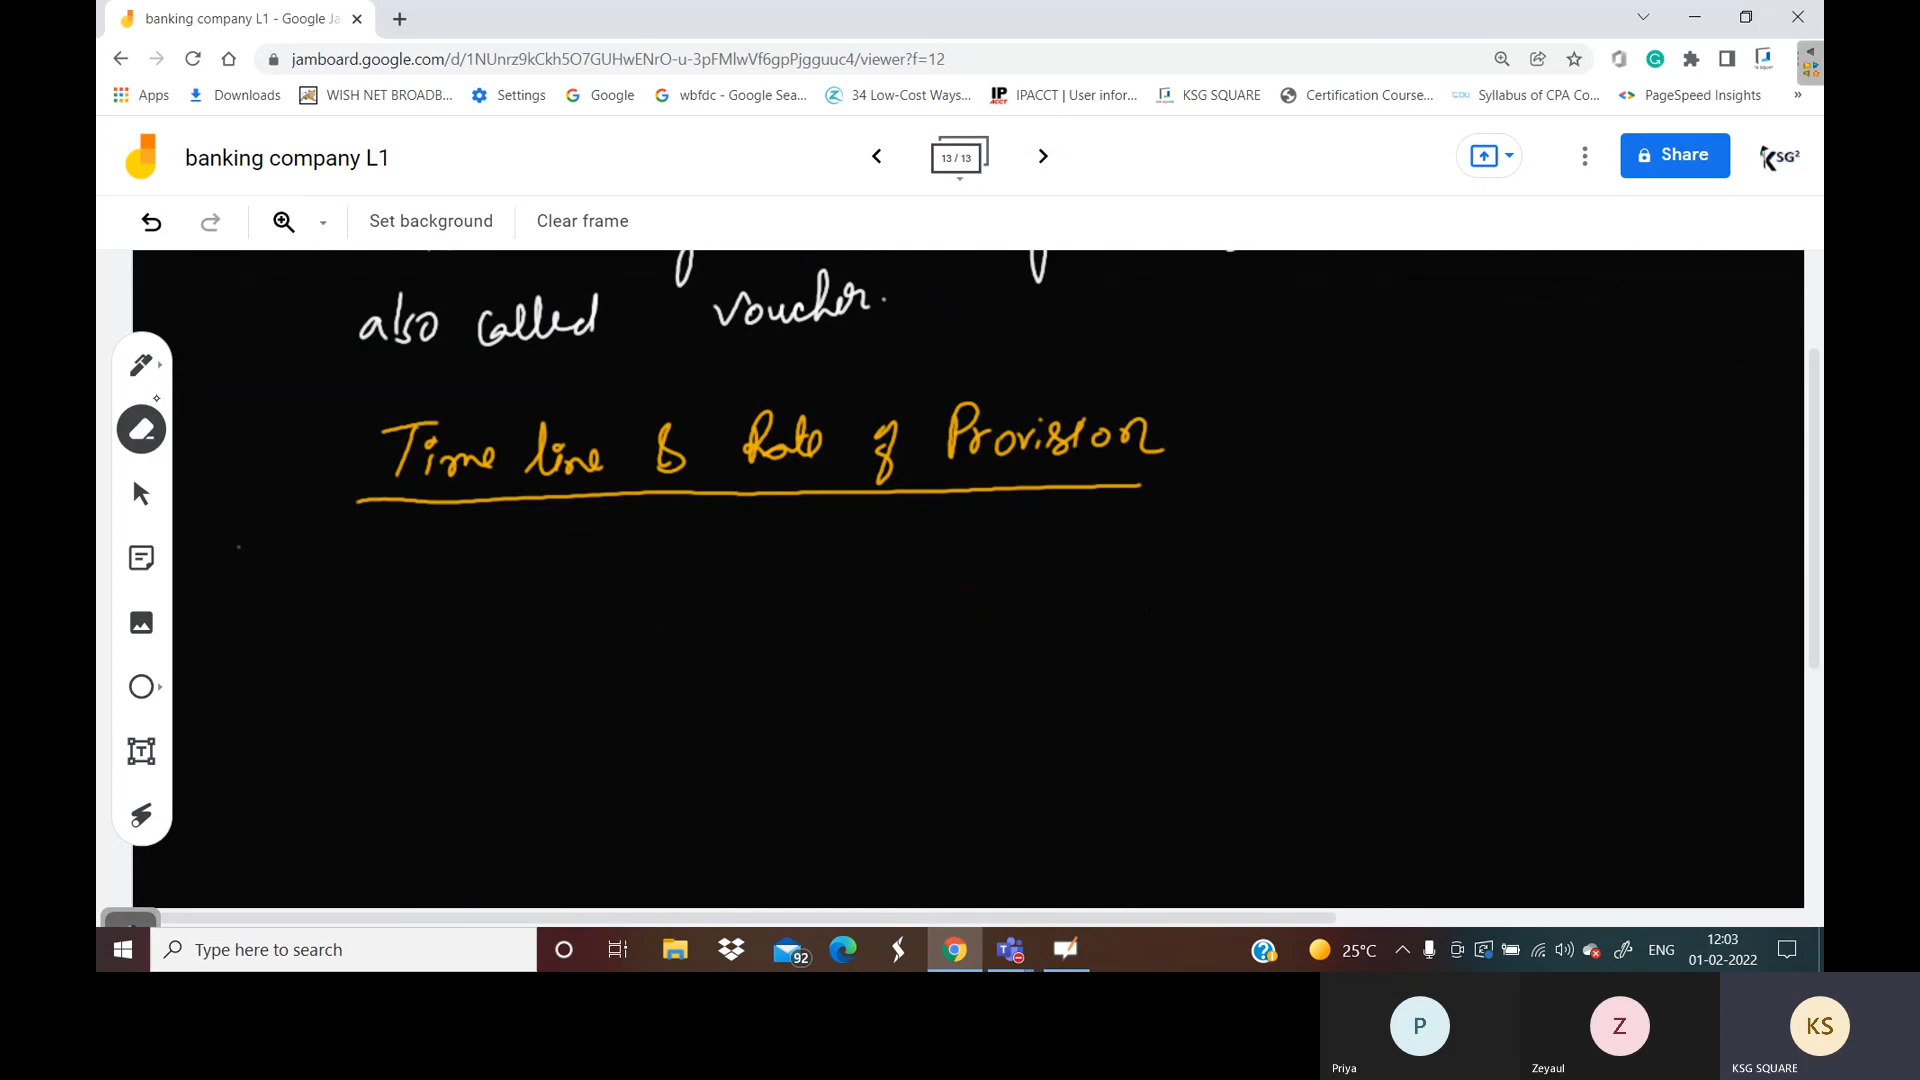 banking company L1 - Google Ja
jamboard.google.com/d/1NUnrz9kCkh5O7GUHwENrO-u-3pFMlwVf6gpPjgguuc4/viewer?f=12
Apps Downloads WISH NET BROADB... Settings Google wbfdc - Google Sea... 34 Low-Cost Ways... IP ACCT IPACCT | User infor... KSG SQUARE Certification Course... Syllabus of CPA Co... PageSpeed Insights »
banking company L1 13 / 13 Share KSG²
Set background Clear frame
also called voucher.
Time line & Rate of Provision
Type here to search 92 25°C ENG 12:03
01-02-2022
P Z KS
Priya Zeyaul KSG SQUARE